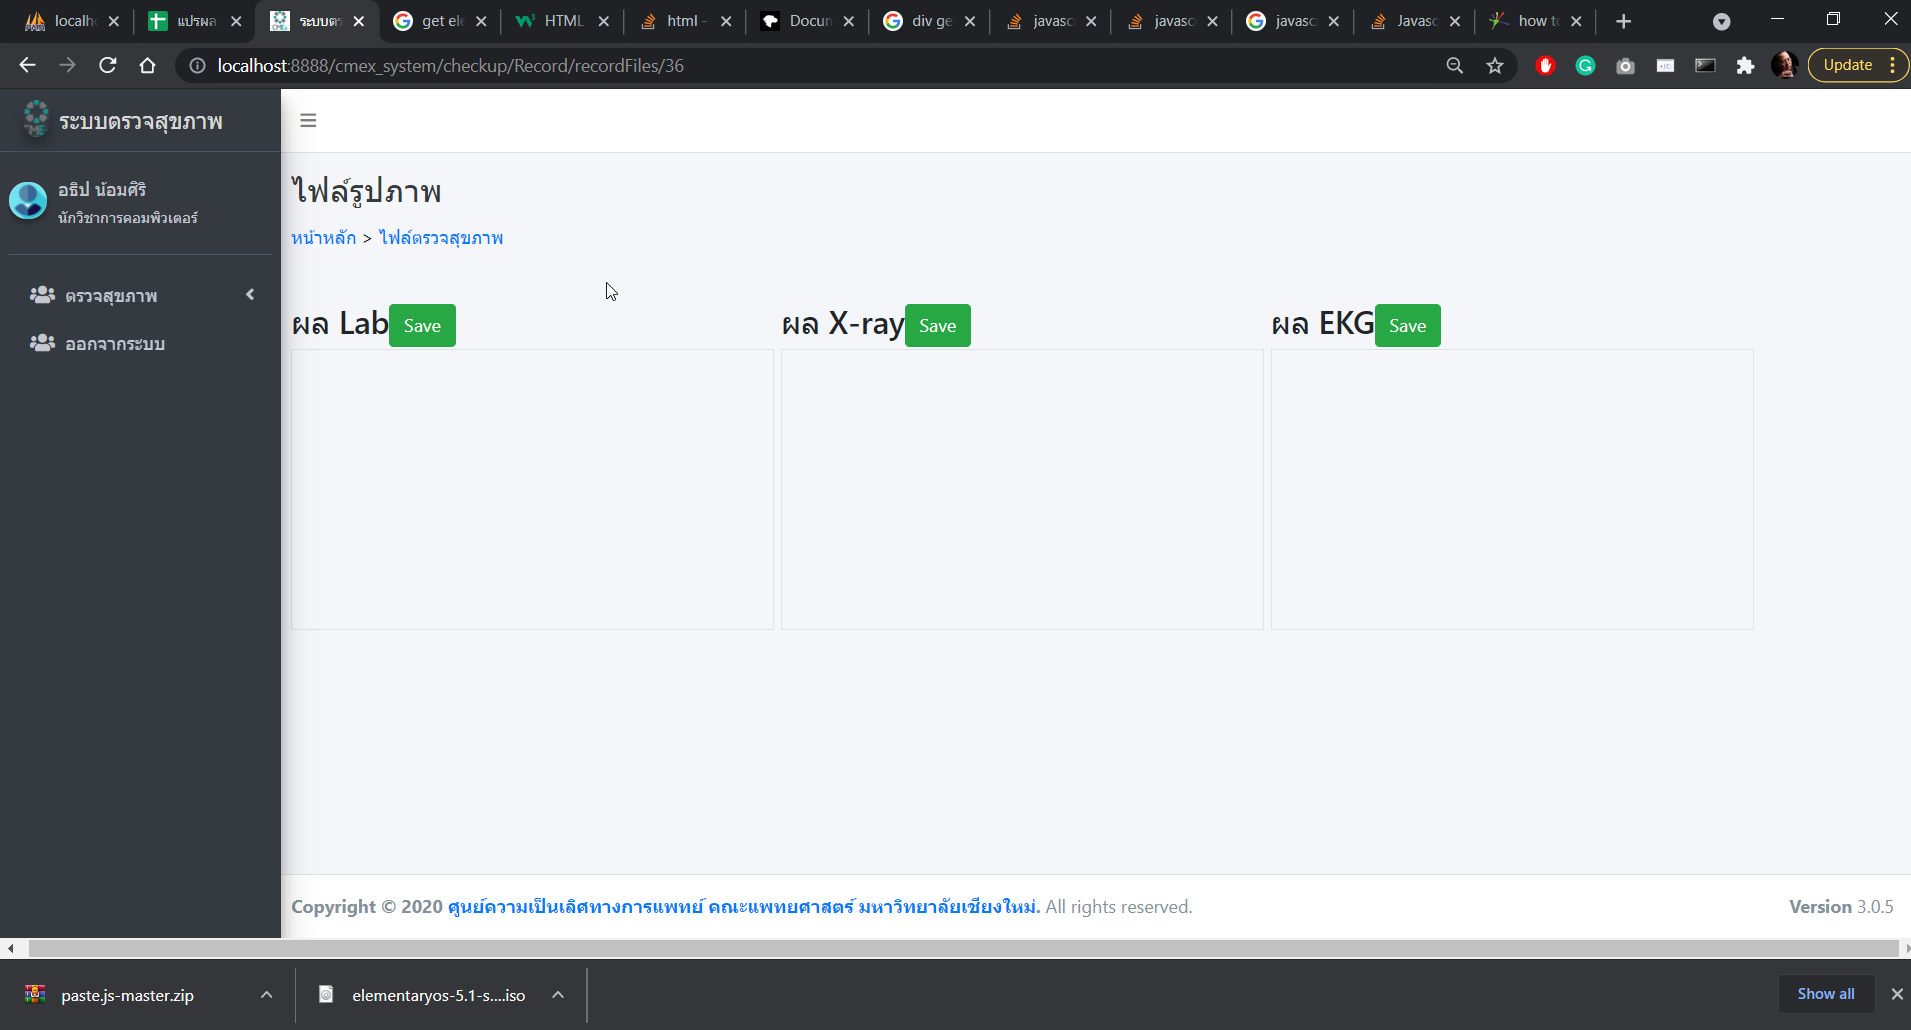 localh
แปรผล
ระบบตร
get ele
HTML
html -
Docum
div ge
javasc
javasc
javasc
Javasc
how to
localhost:8888/cmex_system/checkup/Record/recordFiles/36
Update
ระบบตรวจสุขภาพ
อธิป น้อมศิริ
นักวิชาการคอมพิวเตอร์
ตรวจสุขภาพ
ออกจากระบบ
ไฟล์รูปภาพ
หน้าหลัก > ไฟล์ตรวจสุขภาพ
ผล Lab Save
ผล X-ray Save
ผล EKG Save
Copyright © 2020 ศูนย์ความเป็นเลิศทางการแพทย์ คณะแพทยศาสตร์ มหาวิทยาลัยเชียงใหม่. All rights reserved.
Version 3.0.5
paste.js-master.zip
elementaryos-5.1-s....iso
Show all